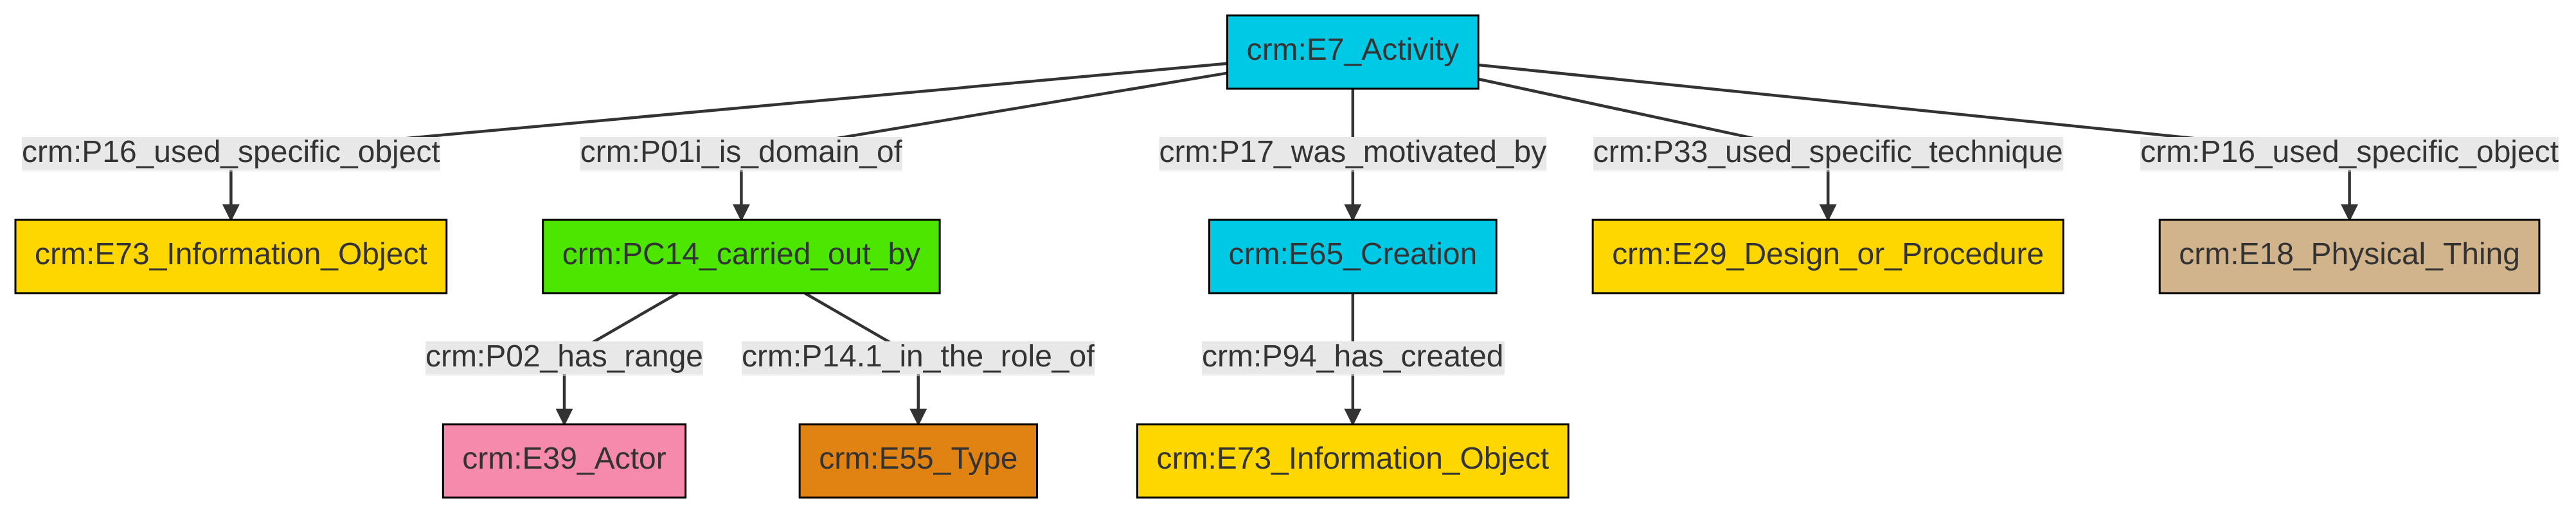 crm:E7_Activity
crm:P16_used_specific_object
crm:P01i_is_domain_of
crm:P17_was_motivated_by
crm:P33_used_specific_technique
crm:P16_used_specific_object
crm:E73_Information_Object
crm:PC14_carried_out_by
crm:E65_Creation
crm:E29_Design_or_Procedure
crm:E18_Physical_Thing
crm:P02_has_range
crm:P14.1_in_the_role_of
crm:P94_has_created
crm:E39_Actor
crm:E55_Type
crm:E73_Information_Object